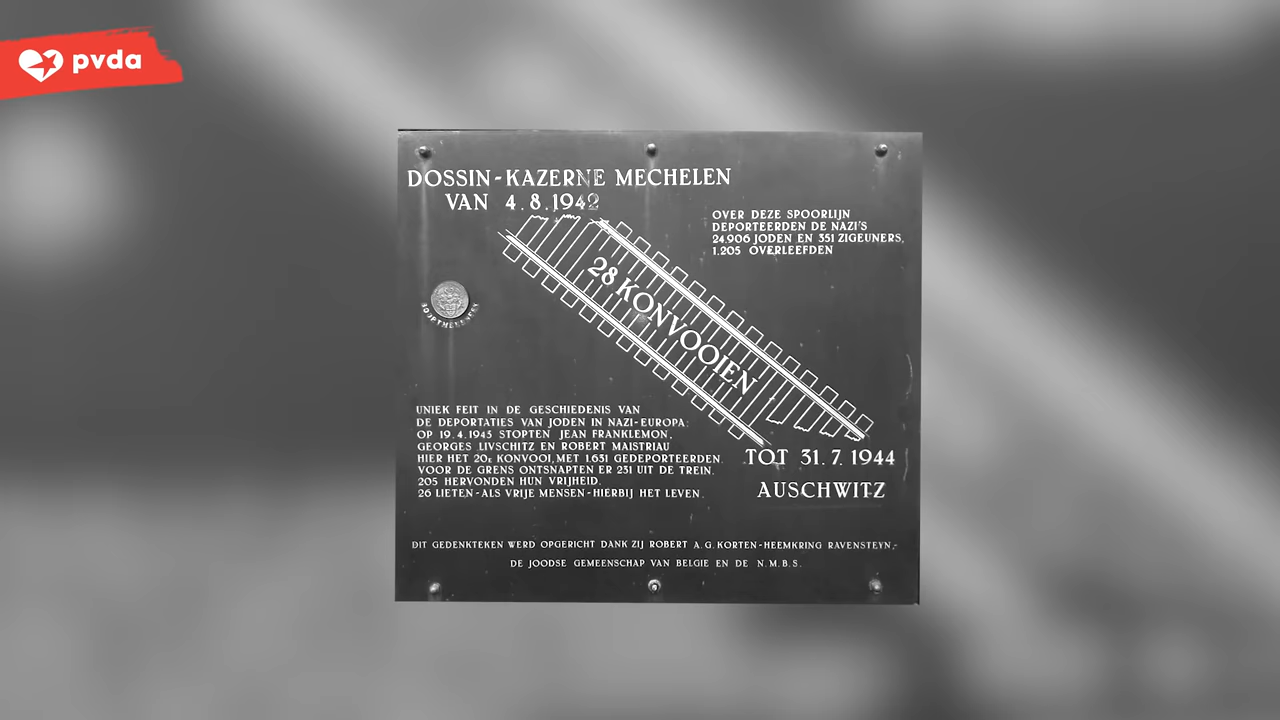 pvda
DOSSIN-KAZERNE MECHELEN
VAN 4.8.1942
OVER DEZE SPOORLIJN
DEPORTEERDEN DE NAZI'S
24.906 JODEN EN 351 ZIGEUNERS,
1.205 OVERLEEFDEN
28 KONVOOIEN
UNIEK FEIT IN DE GESCHIEDENIS VAN
DE DEPORTATIES VAN JODEN IN NAZI-EUROPA:
OP 19.4.1943 STOPTEN JEAN FRANKLEMON,
GEORGES LIVSCHITZ EN ROBERT MAISTRIAU
HIER HET 20E KONVOOI, MET 1.631 GEDEPORTEERDEN.
VOOR DE GRENS ONTSNAPTEN ER 231 UIT DE TREIN.
205 HERVONDEN HUN VRIJHEID.
26 LIETEN-ALS VRIJE MENSEN-HIERBIJ HET LEVEN.
TOT 31.7.1944
AUSCHWITZ
DIT GEDENKTEKEN WERD OPGERICHT DANK ZIJ ROBERT A.G. KORTEN-HEEMKRING RAVENSTEYN,-
DE JOODSE GEMEENSCHAP VAN BELGIE EN DE N.M.B.S.